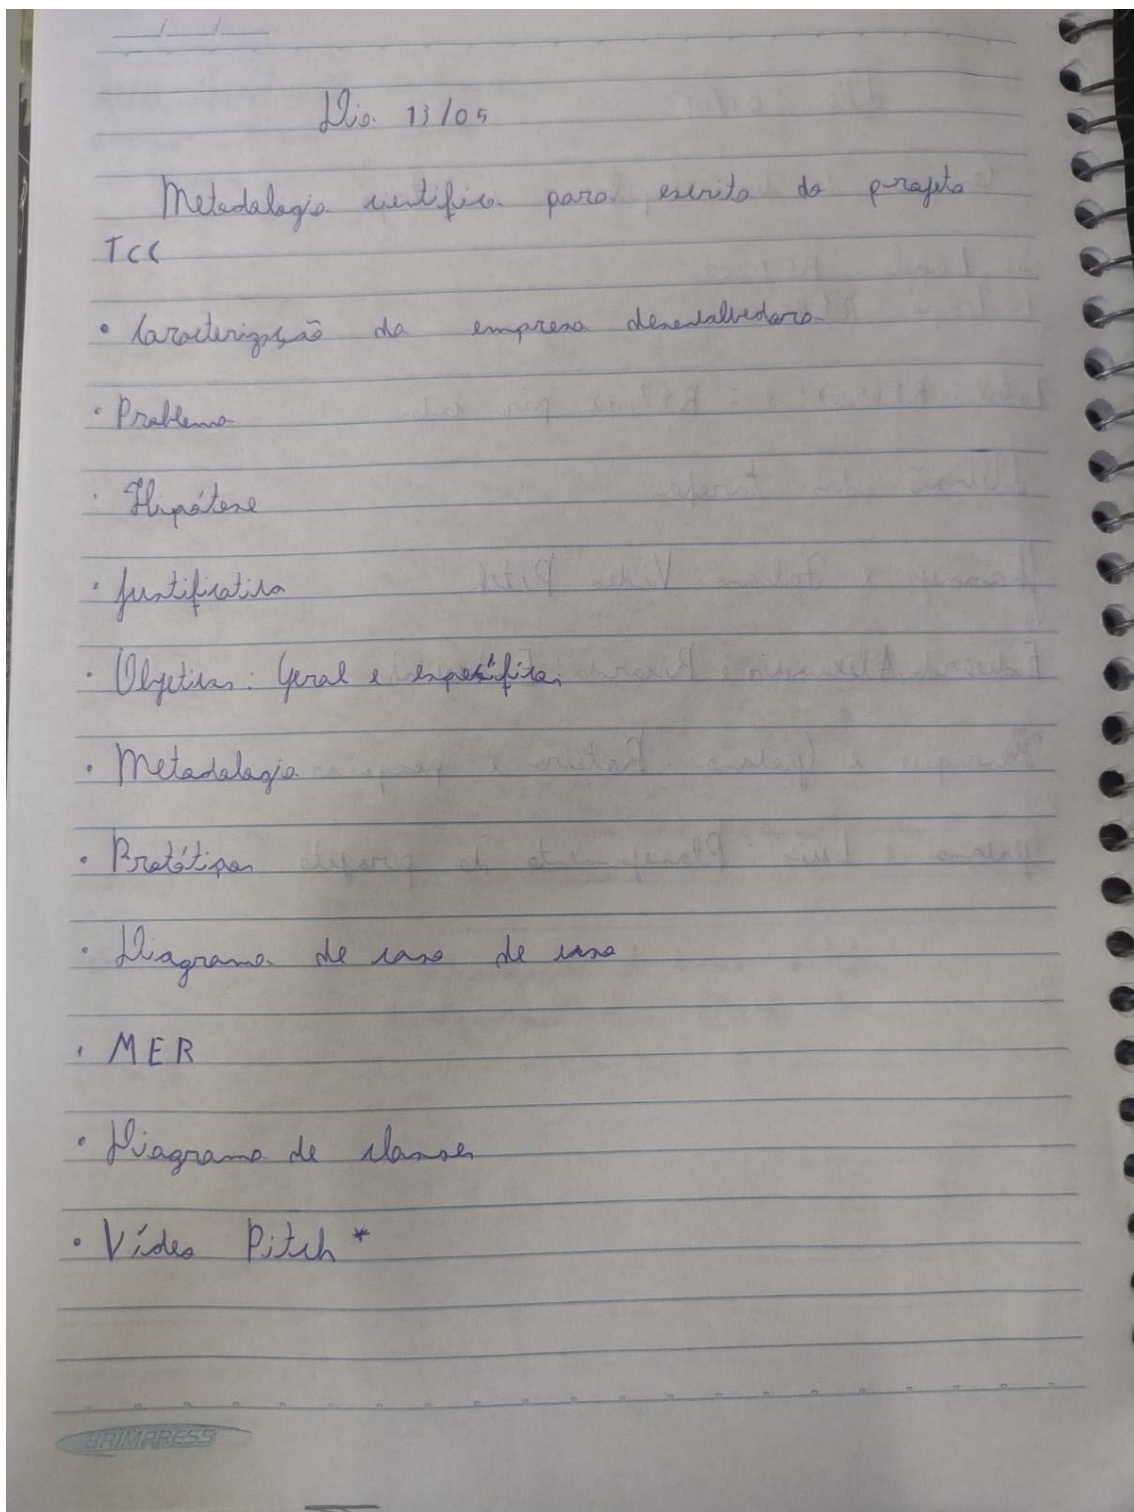 Dia 13/05
Metodologia científica para escrita do projeto
TCC
• Caracterização da empresa desenvolvedora
• Problema
• Hipótese
• Justificativa
• Objetivos: Geral e específicos
• Metodologia
• Protótipos
• Diagrama de caso de uso
• MER
• Diagrama de classes
• Vídeo Pitch *
GRIMPRESS